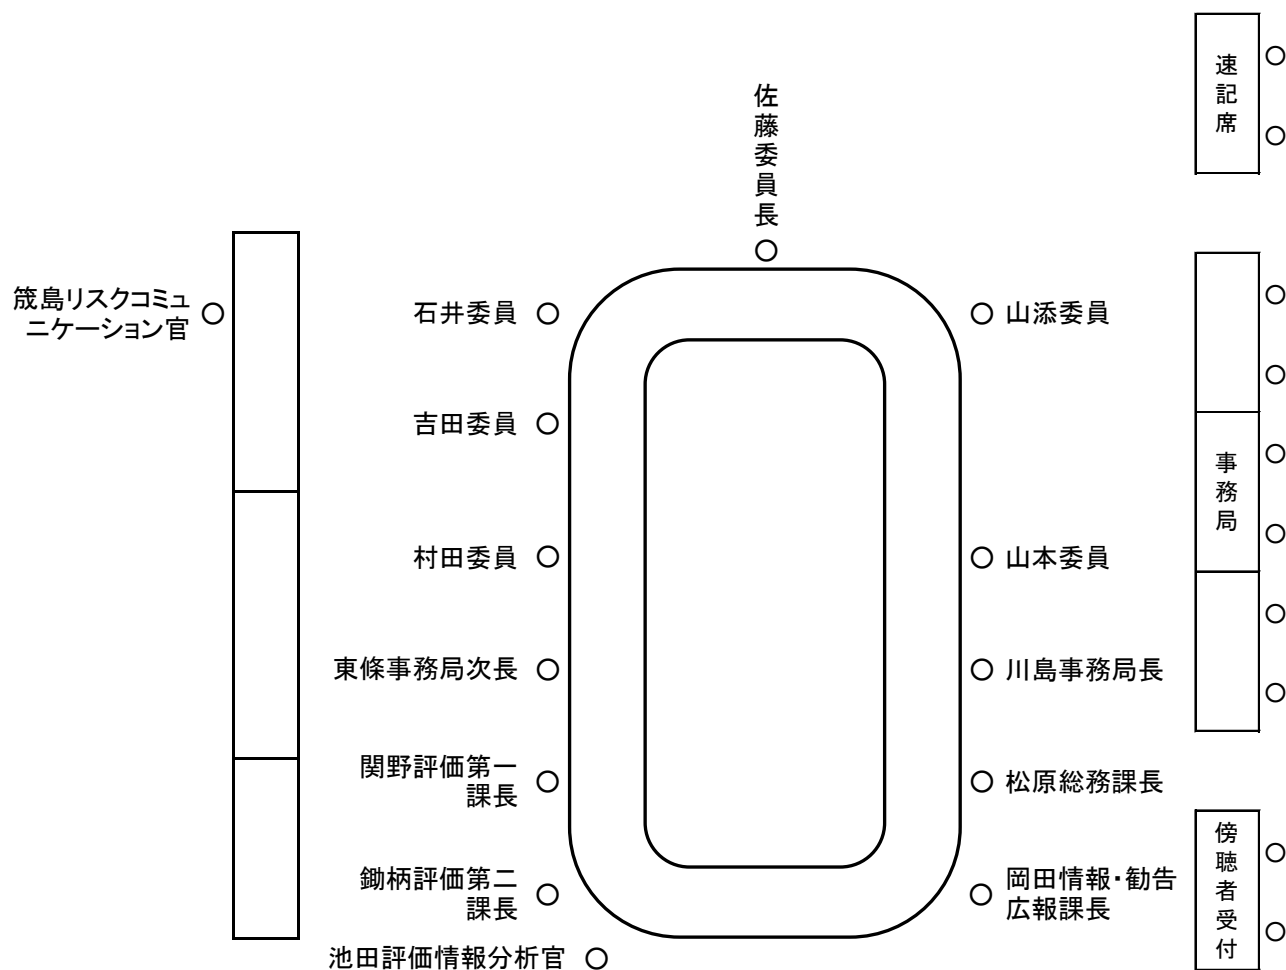 速記席
佐藤委員長
筬島リスクコミュ
ニケーション官
石井委員
山添委員
吉田委員
事務局
村田委員
山本委員
東條事務局次長
川島事務局長
関野評価第一
課長
松原総務課長
鋤柄評価第二
課長
岡田情報・勧告
広報課長
傍聴者受付
池田評価情報分析官